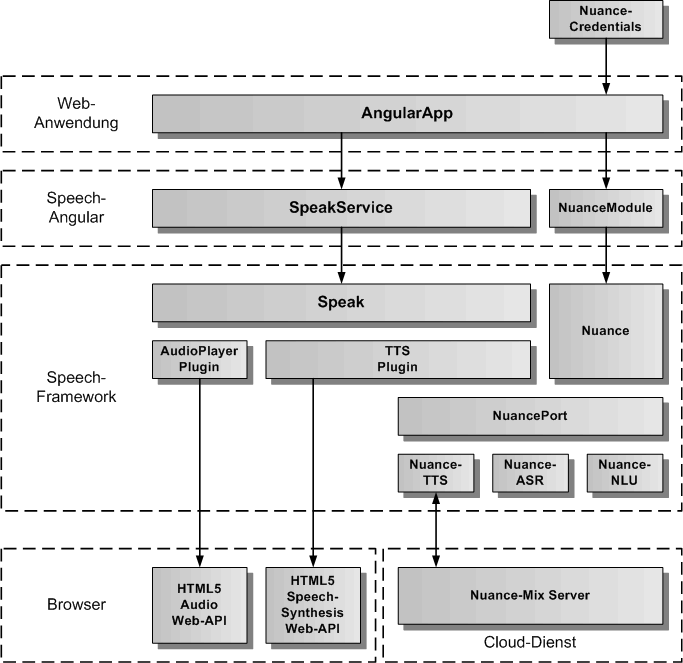 Nuance-
Credentials
Web-
Anwendung
AngularApp
Speech-
Angular
SpeakService
NuanceModule
Speak
Nuance
AudioPlayer
Plugin
TTS
Plugin
Speech-
Framework
NuancePort
Nuance-
TTS
Nuance-
ASR
Nuance-
NLU
Browser
HTML5
Audio
Web-API
HTML5
Speech-
Synthesis
Web-API
Nuance-Mix Server
Cloud-Dienst